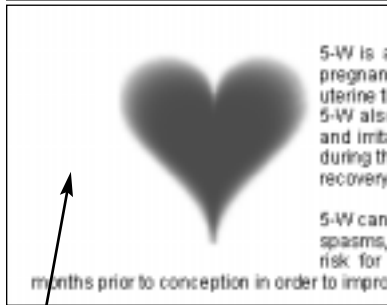 5-W is
pregnan
uterine t
5-W als
and irrita
during th
recovery
5-W can
spasms,
risk for
months prior to conception in order to impro